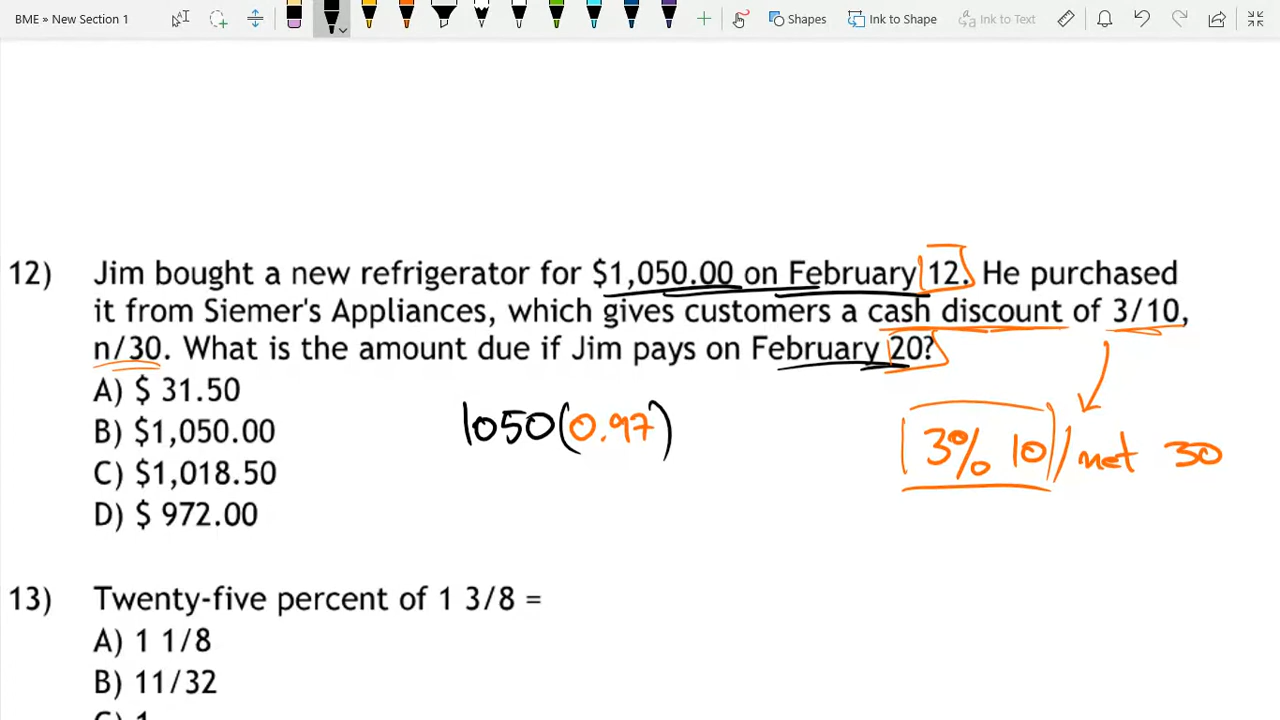 BME » New Section 1
Shapes
Ink to Shape
Ink to Text
12) Jim bought a new refrigerator for $1,050.00 on February 12. He purchased
it from Siemer's Appliances, which gives customers a cash discount of 3/10,
n/30. What is the amount due if Jim pays on February 20?
A) $ 31.50
B) $1,050.00
C) $1,018.50
D) $ 972.00
1050(0.97)
3% 10/net 30
13) Twenty-five percent of 1 3/8 =
A) 1 1/8
B) 11/32